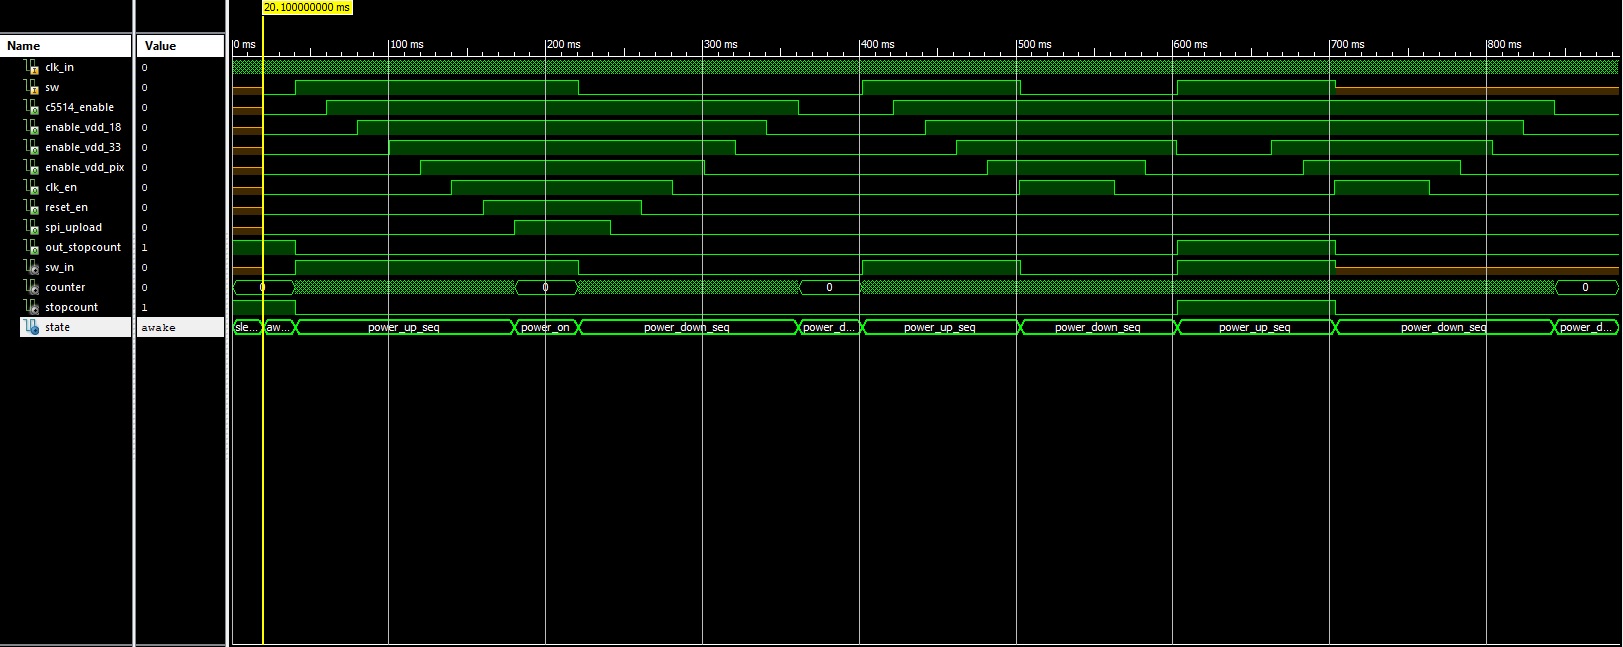 20.100000000 ms
Name Value 0 ms 100 ms 200 ms 300 ms 400 ms 500 ms 600 ms 700 ms 800 ms
clk_in 0
sw 0
c5514_enable 0
enable_vdd_18 0
enable_vdd_33 0
enable_vdd_pix 0
clk_en 0
reset_en 0
spi_upload 0
out_stopcount 1
sw_in 0
counter 0 0 0 0 0
stopcount 1
state awake sle... aw... power_up_seq power_on power_down_seq power_d... power_up_seq power_down_seq power_up_seq power_down_seq power_d...